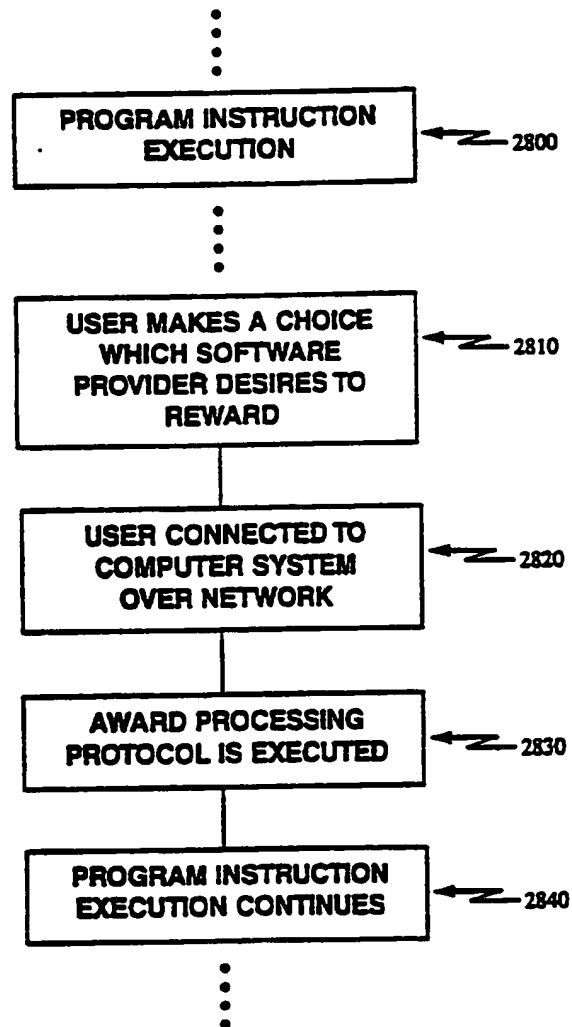 PROGRAM INSTRUCTION
EXECUTION
2800
USER MAKES A CHOICE
WHICH SOFTWARE
PROVIDER DESIRES TO
REWARD
2810
USER CONNECTED TO
COMPUTER SYSTEM
OVER NETWORK
2820
AWARD PROCESSING
PROTOCOL IS EXECUTED
2830
PROGRAM INSTRUCTION
EXECUTION CONTINUES
2840